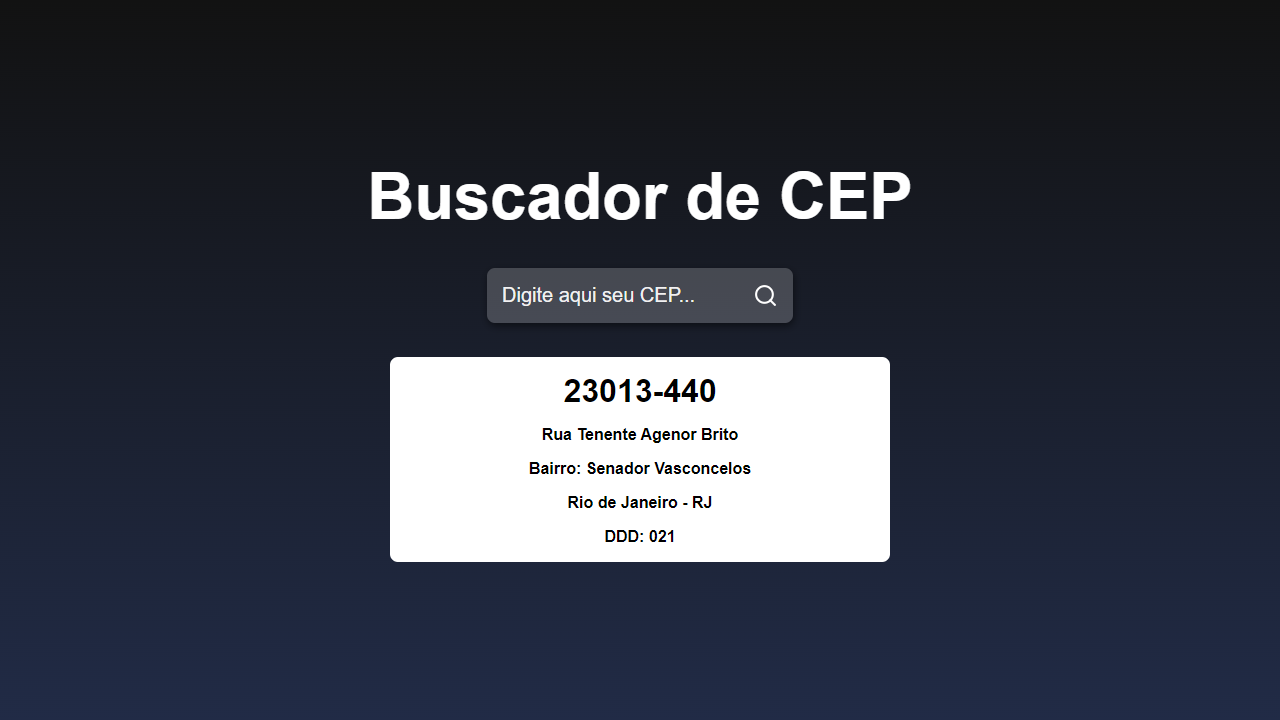 Buscador de CEP
Digite aqui seu CEP...
23013-440
Rua Tenente Agenor Brito
Bairro: Senador Vasconcelos
Rio de Janeiro - RJ
DDD: 021